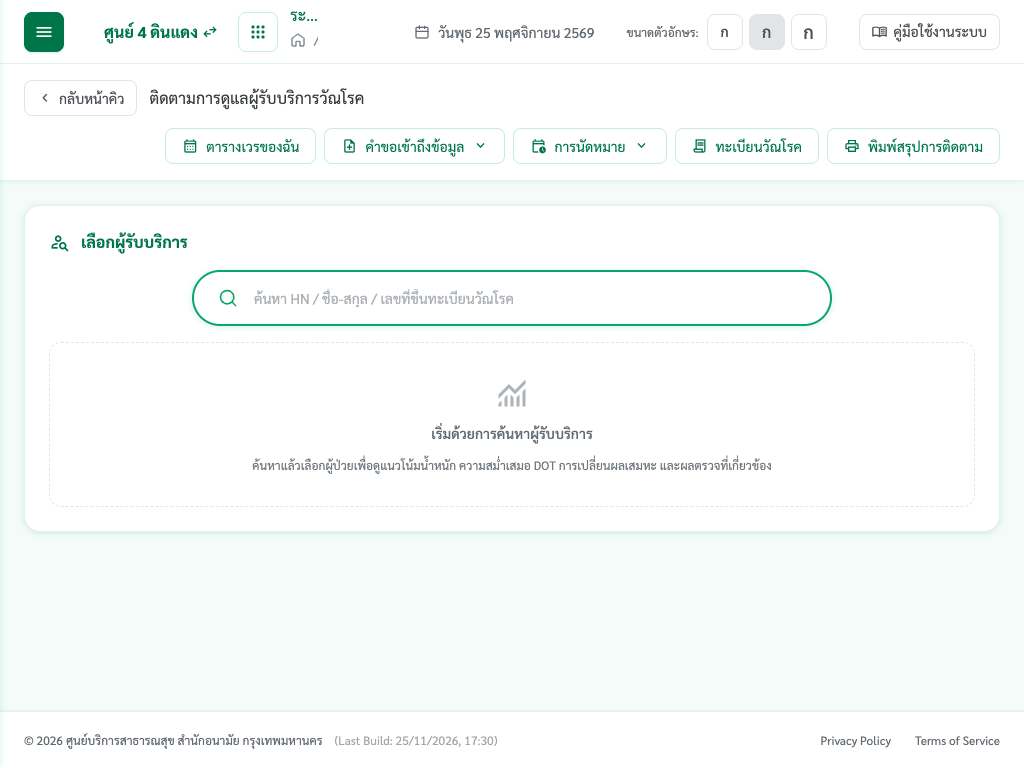 ศูนย์ 4 ดินแดง
ระ...
/
วันพุธ 25 พฤศจิกายน 2569
ขนาดตัวอักษร:
ก
ก
ก
คู่มือใช้งานระบบ
กลับหน้าคิว
ติดตามการดูแลผู้รับบริการวัณโรค
ตารางเวรของฉัน
คำขอเข้าถึงข้อมูล
การนัดหมาย
ทะเบียนวัณโรค
พิมพ์สรุปการติดตาม
เลือกผู้รับบริการ
ค้นหา HN / ชื่อ-สกุล / เลขที่ขึ้นทะเบียนวัณโรค
เริ่มด้วยการค้นหาผู้รับบริการ
ค้นหาแล้วเลือกผู้ป่วยเพื่อดูแนวโน้มน้ำหนัก ความสม่ำเสมอ DOT การเปลี่ยนผลเสมหะ และผลตรวจที่เกี่ยวข้อง
© 2026 ศูนย์บริการสาธารณสุข สำนักอนามัย กรุงเทพมหานคร (Last Build: 25/11/2026, 17:30)
Privacy Policy
Terms of Service